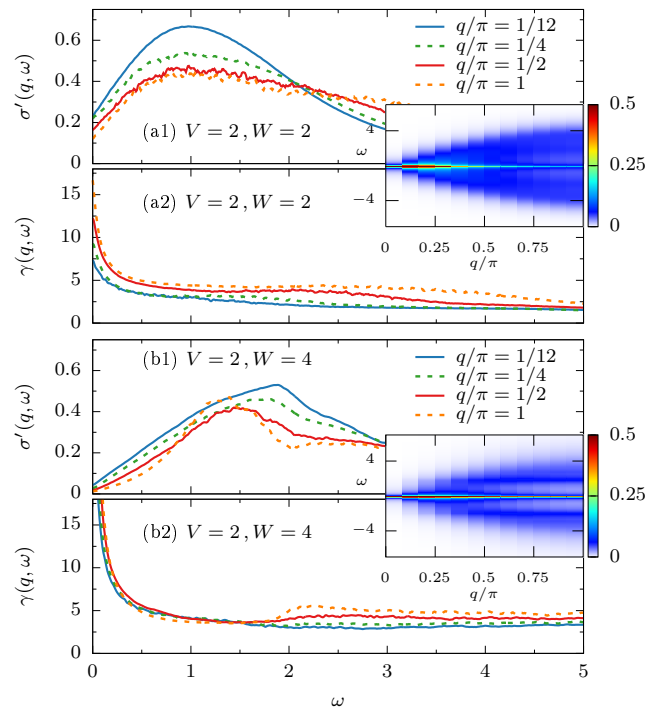 σ′(q, ω)
0.6
0.4
0.2
0
q/π = 1/12
q/π = 1/4
q/π = 1/2
q/π = 1
(a1) V = 2 , W = 2
ω
4
−4
0
0.25
0.5
0.75
q/π
0.5
0.25
0
γ(q, ω)
15
10
5
0
(a2) V = 2 , W = 2
σ′(q, ω)
0.6
0.4
0.2
0
(b1) V = 2 , W = 4
q/π = 1/12
q/π = 1/4
q/π = 1/2
q/π = 1
ω
4
−4
0
0.25
0.5
0.75
q/π
0.5
0.25
0
γ(q, ω)
15
10
5
0
(b2) V = 2 , W = 4
0 1 2 3 4 5
ω